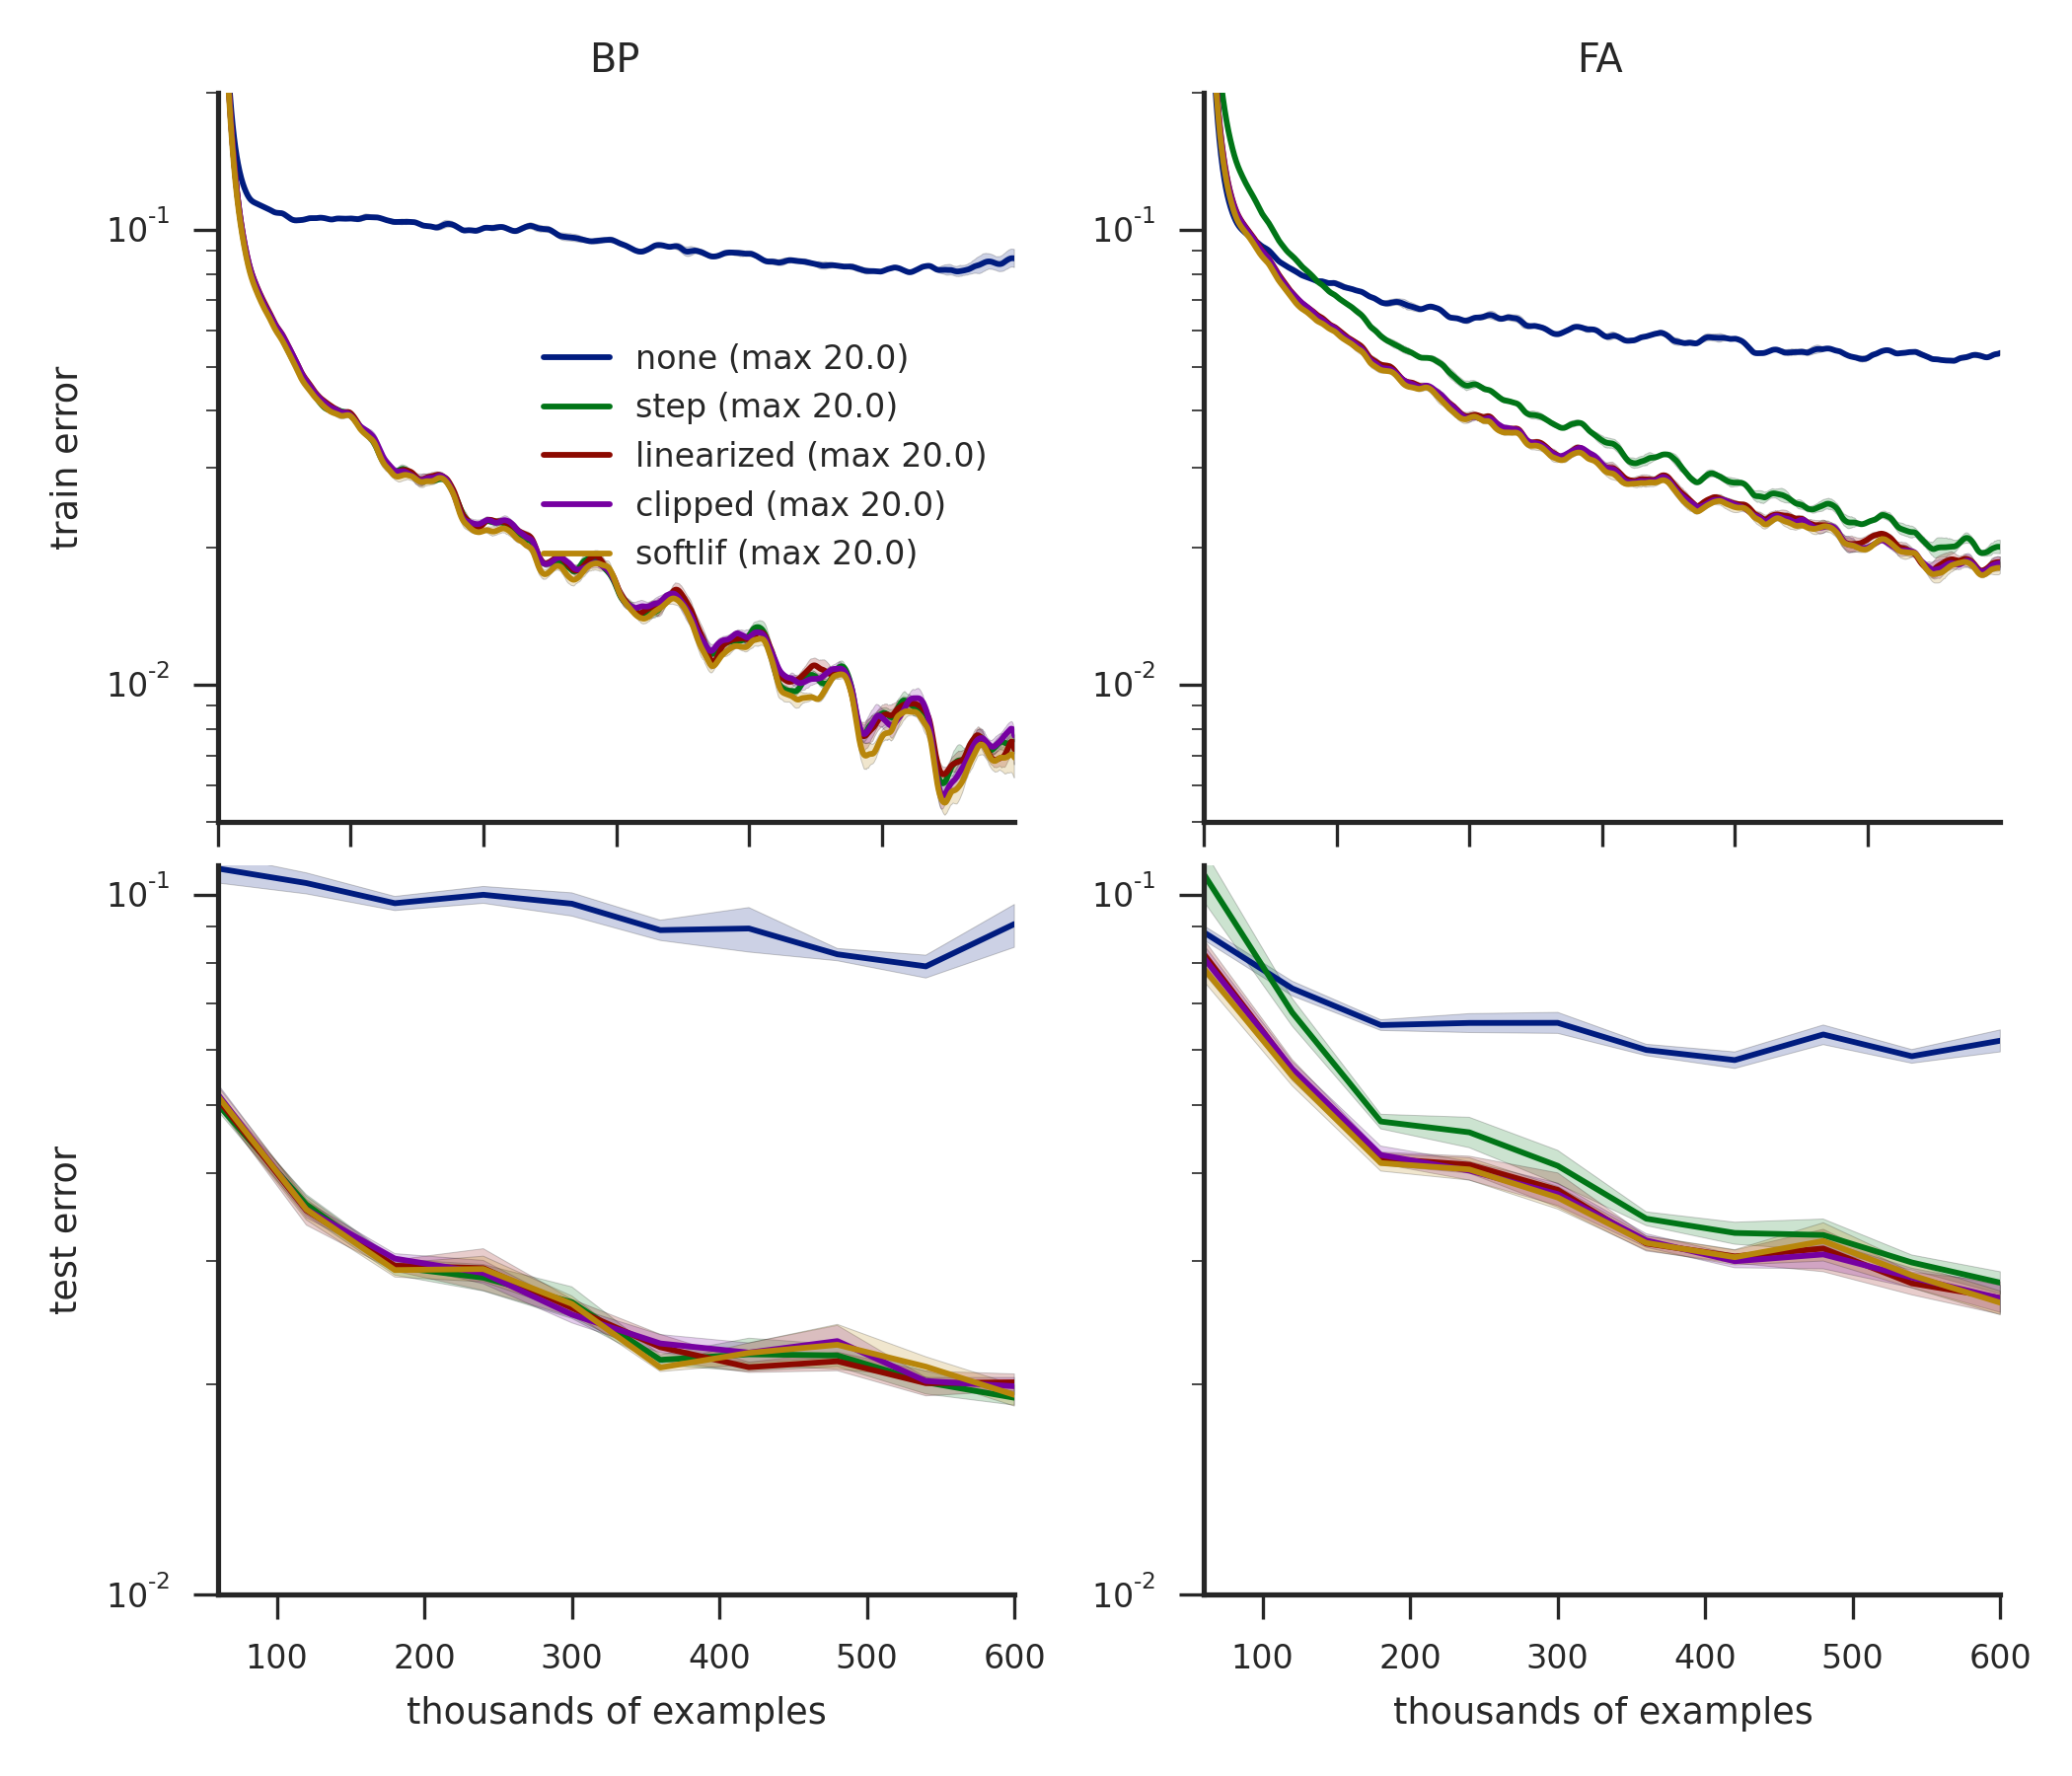 BP
FA
10^-1
10^-2
train error
none (max 20.0)
step (max 20.0)
linearized (max 20.0)
clipped (max 20.0)
softlif (max 20.0)
10^-1
10^-2
10^-1
10^-2
test error
100 200 300 400 500 600
thousands of examples
10^-1
10^-2
100 200 300 400 500 600
thousands of examples